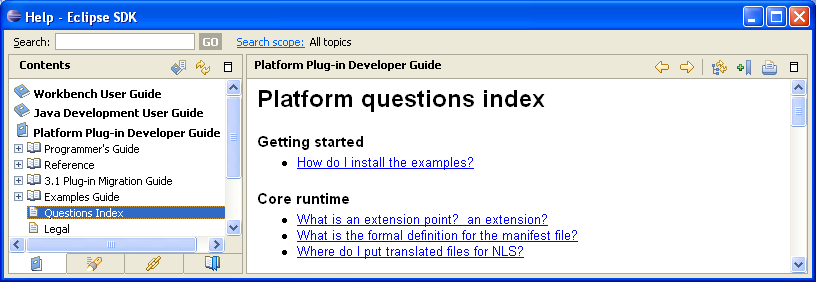 Help - Eclipse SDK
Search: GO Search scope: All topics
Contents
Workbench User Guide
Java Development User Guide
Platform Plug-in Developer Guide
Programmer's Guide
Reference
3.1 Plug-in Migration Guide
Examples Guide
Questions Index
Legal
Platform Plug-in Developer Guide
Platform questions index
Getting started
How do I install the examples?
Core runtime
What is an extension point?  an extension?
What is the formal definition for the manifest file?
Where do I put translated files for NLS?